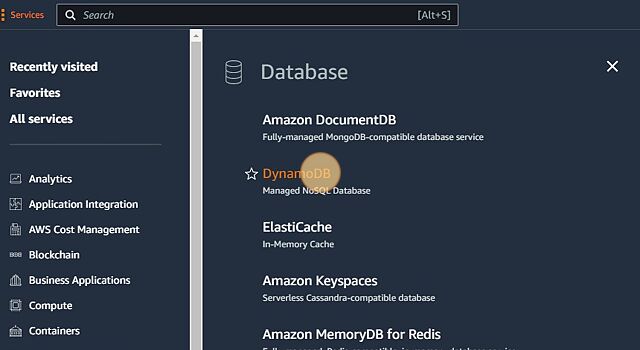 Services
Search
[Alt+S]
Recently visited
Favorites
All services
Analytics
Application Integration
AWS Cost Management
Blockchain
Business Applications
Compute
Containers
Database
Amazon DocumentDB
Fully-managed MongoDB-compatible database service
DynamoDB
Managed NoSQL Database
ElastiCache
In-Memory Cache
Amazon Keyspaces
Serverless Cassandra-compatible database
Amazon MemoryDB for Redis